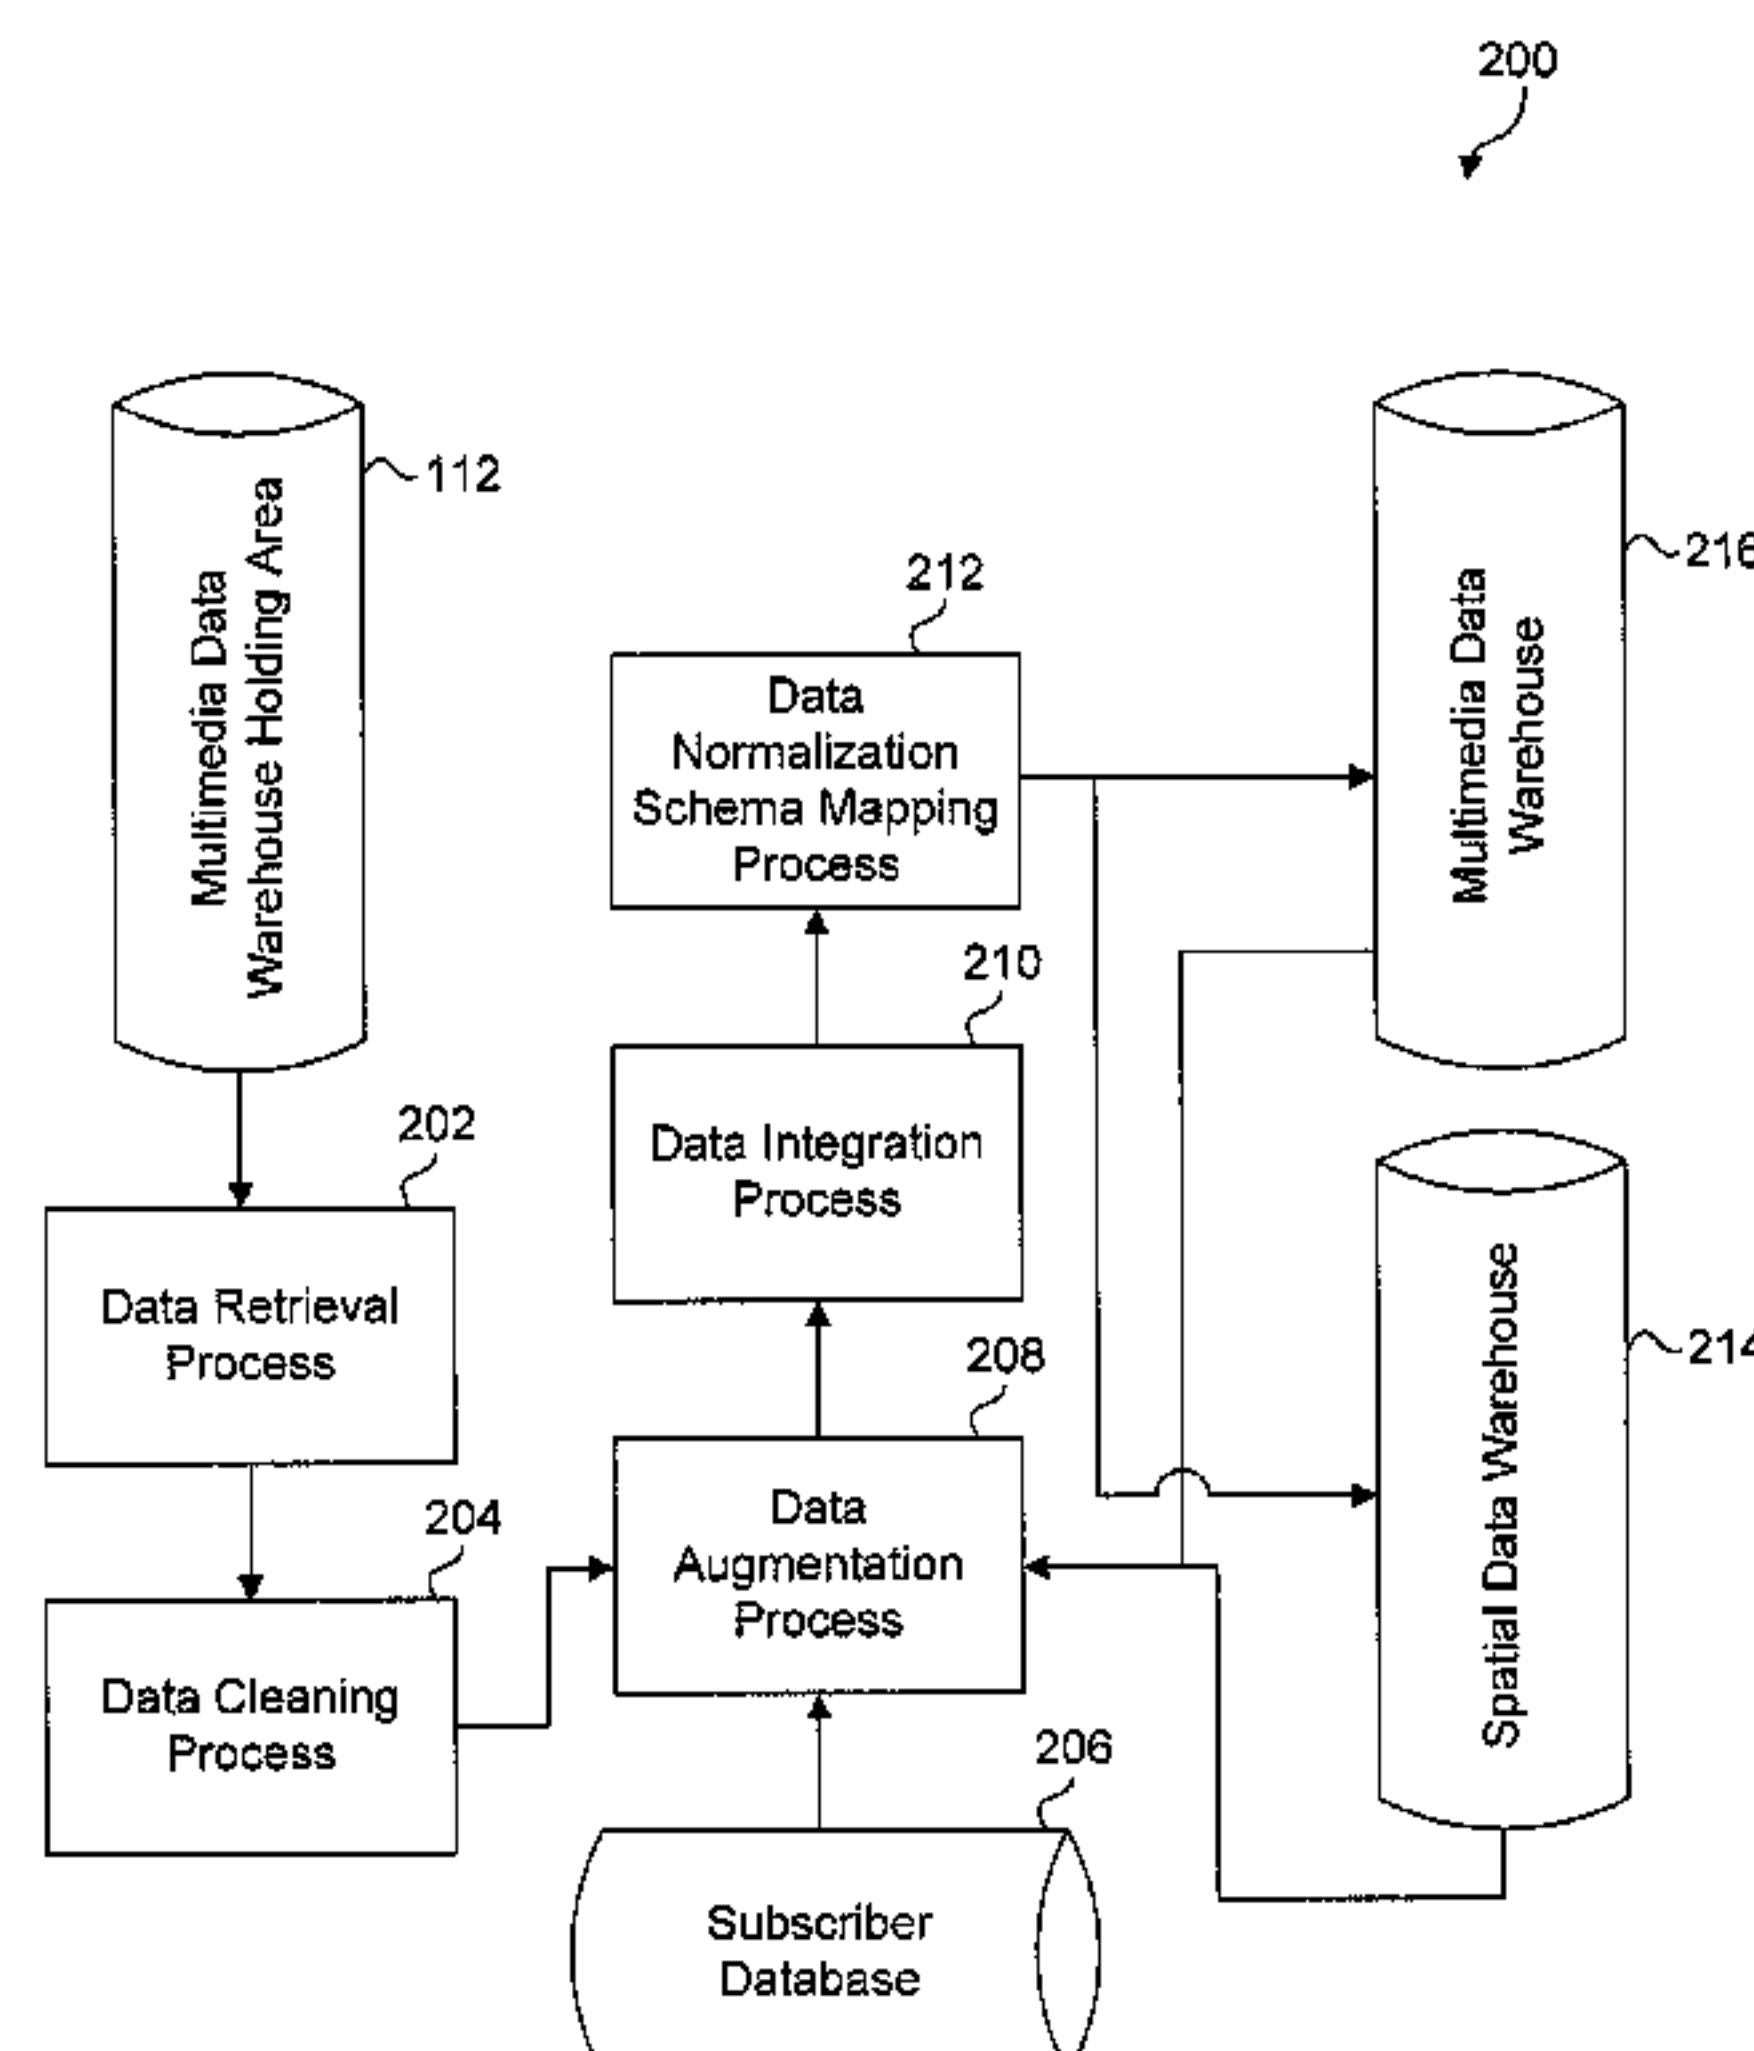 200
112
Multimedia Data
Warehouse Holding Area
216
Multimedia Data
Warehouse
212
Data
Normalization
Schema Mapping
Process
210
Data Integration
Process
202
Data Retrieval
Process
214
Spatial Data Warehouse
208
Data
Augmentation
Process
204
Data Cleaning
Process
206
Subscriber
Database